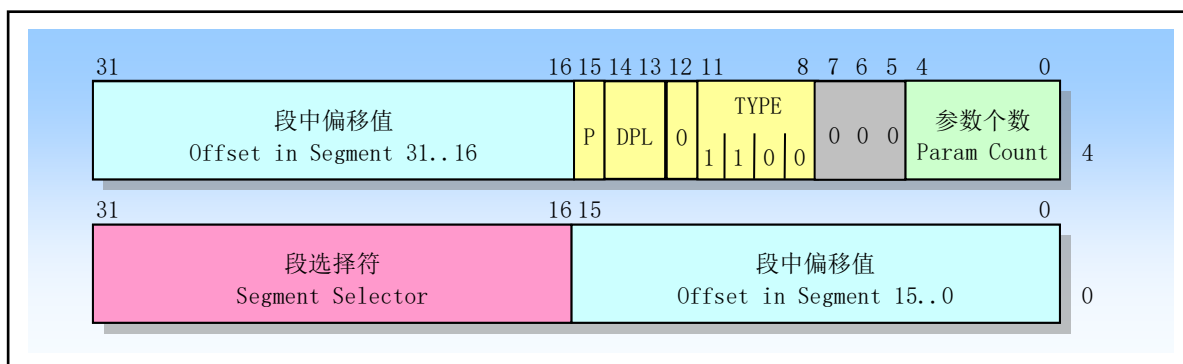 31 16 15 14 13 12 11 8 7 6 5 4 0
段中偏移值 TYPE 参数个数
Offset in Segment 31..16 P DPL 0 1 1 0 0 0 0 0 Param Count 4
31 16 15 0
段选择符 段中偏移值
Segment Selector Offset in Segment 15..0 0